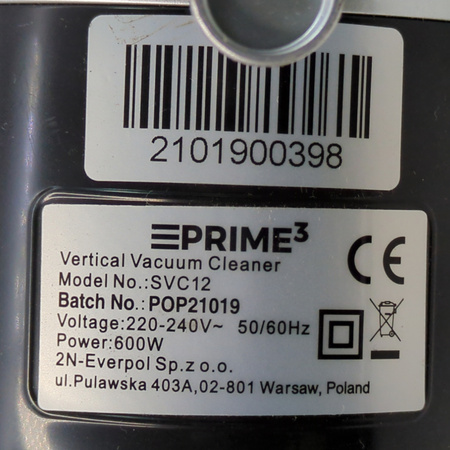 2101900398
PRIME³
Vertical Vacuum Cleaner
Model No.:SVC12
Batch No.: POP21019
Voltage:220-240V~ 50/60Hz
Power:600W
2N-Everpol Sp.z o.o.
ul.Pulawska 403A,02-801 Warsaw, Poland
CE